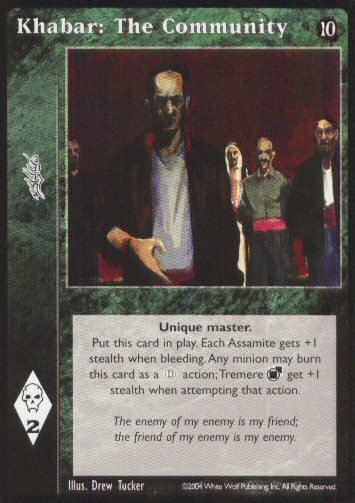 Khabar: The Community 10
Unique master.
Put this card in play. Each Assamite gets +1
stealth when bleeding. Any minion may burn
this card as a D action; Tremere get +1
stealth when attempting that action.
The enemy of my enemy is my friend;
the friend of my enemy is my enemy.
2
Illus. Drew Tucker ©2004 White Wolf Publishing, Inc. All Rights Reserved.